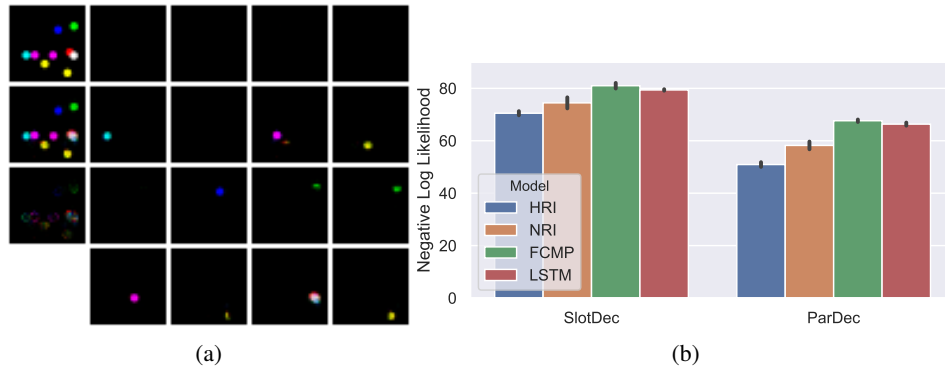 Negative Log Likelihood
80
60
40
20
0
Model
HRI
NRI
FCMP
LSTM
SlotDec
ParDec
(a)
(b)